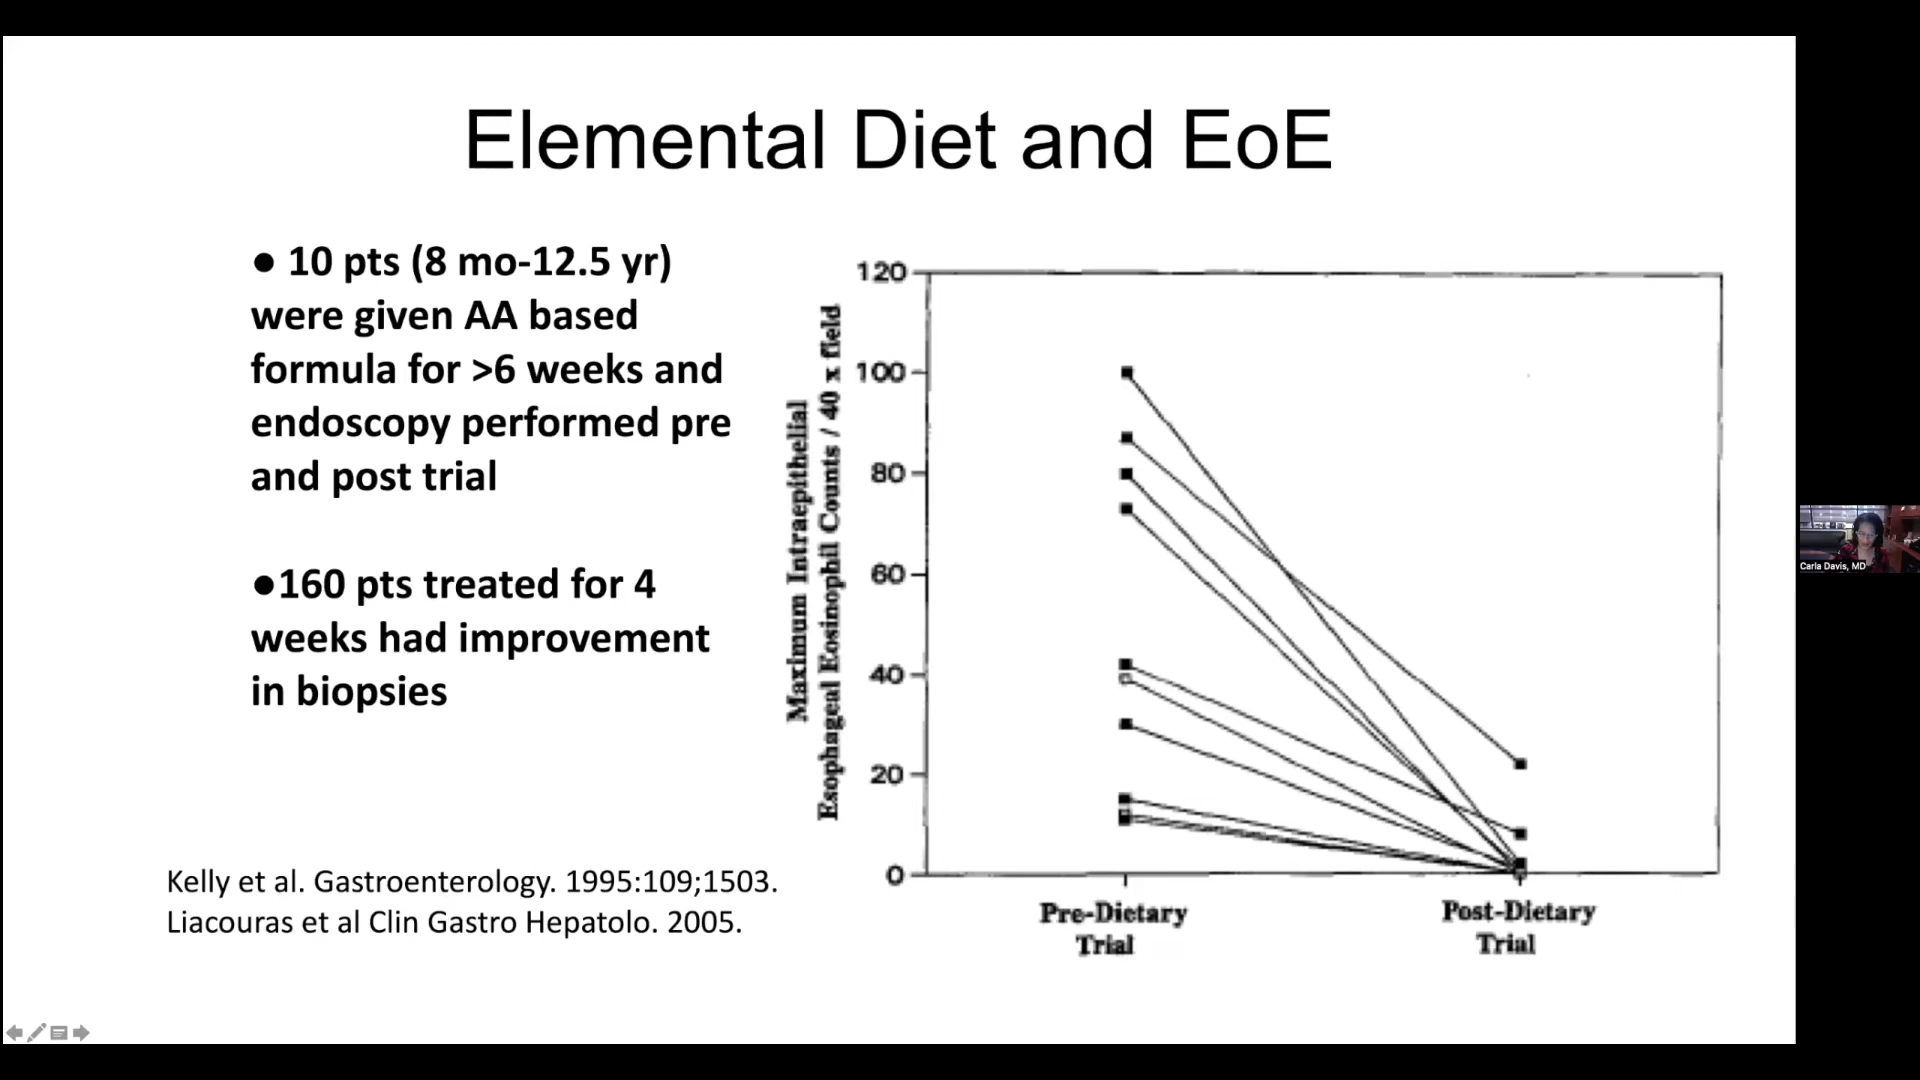 Elemental Diet and EoE
● 10 pts (8 mo-12.5 yr)
were given AA based
formula for >6 weeks and
endoscopy performed pre
and post trial
●160 pts treated for 4
weeks had improvement
in biopsies
Kelly et al. Gastroenterology. 1995:109;1503.
Liacouras et al Clin Gastro Hepatolo. 2005.
Maximum Intraepithelial
Esophageal Eosinophil Counts / 40 x field
120
100
80
60
40
20
0
Pre-Dietary
Trial
Post-Dietary
Trial
Carla Davis, MD